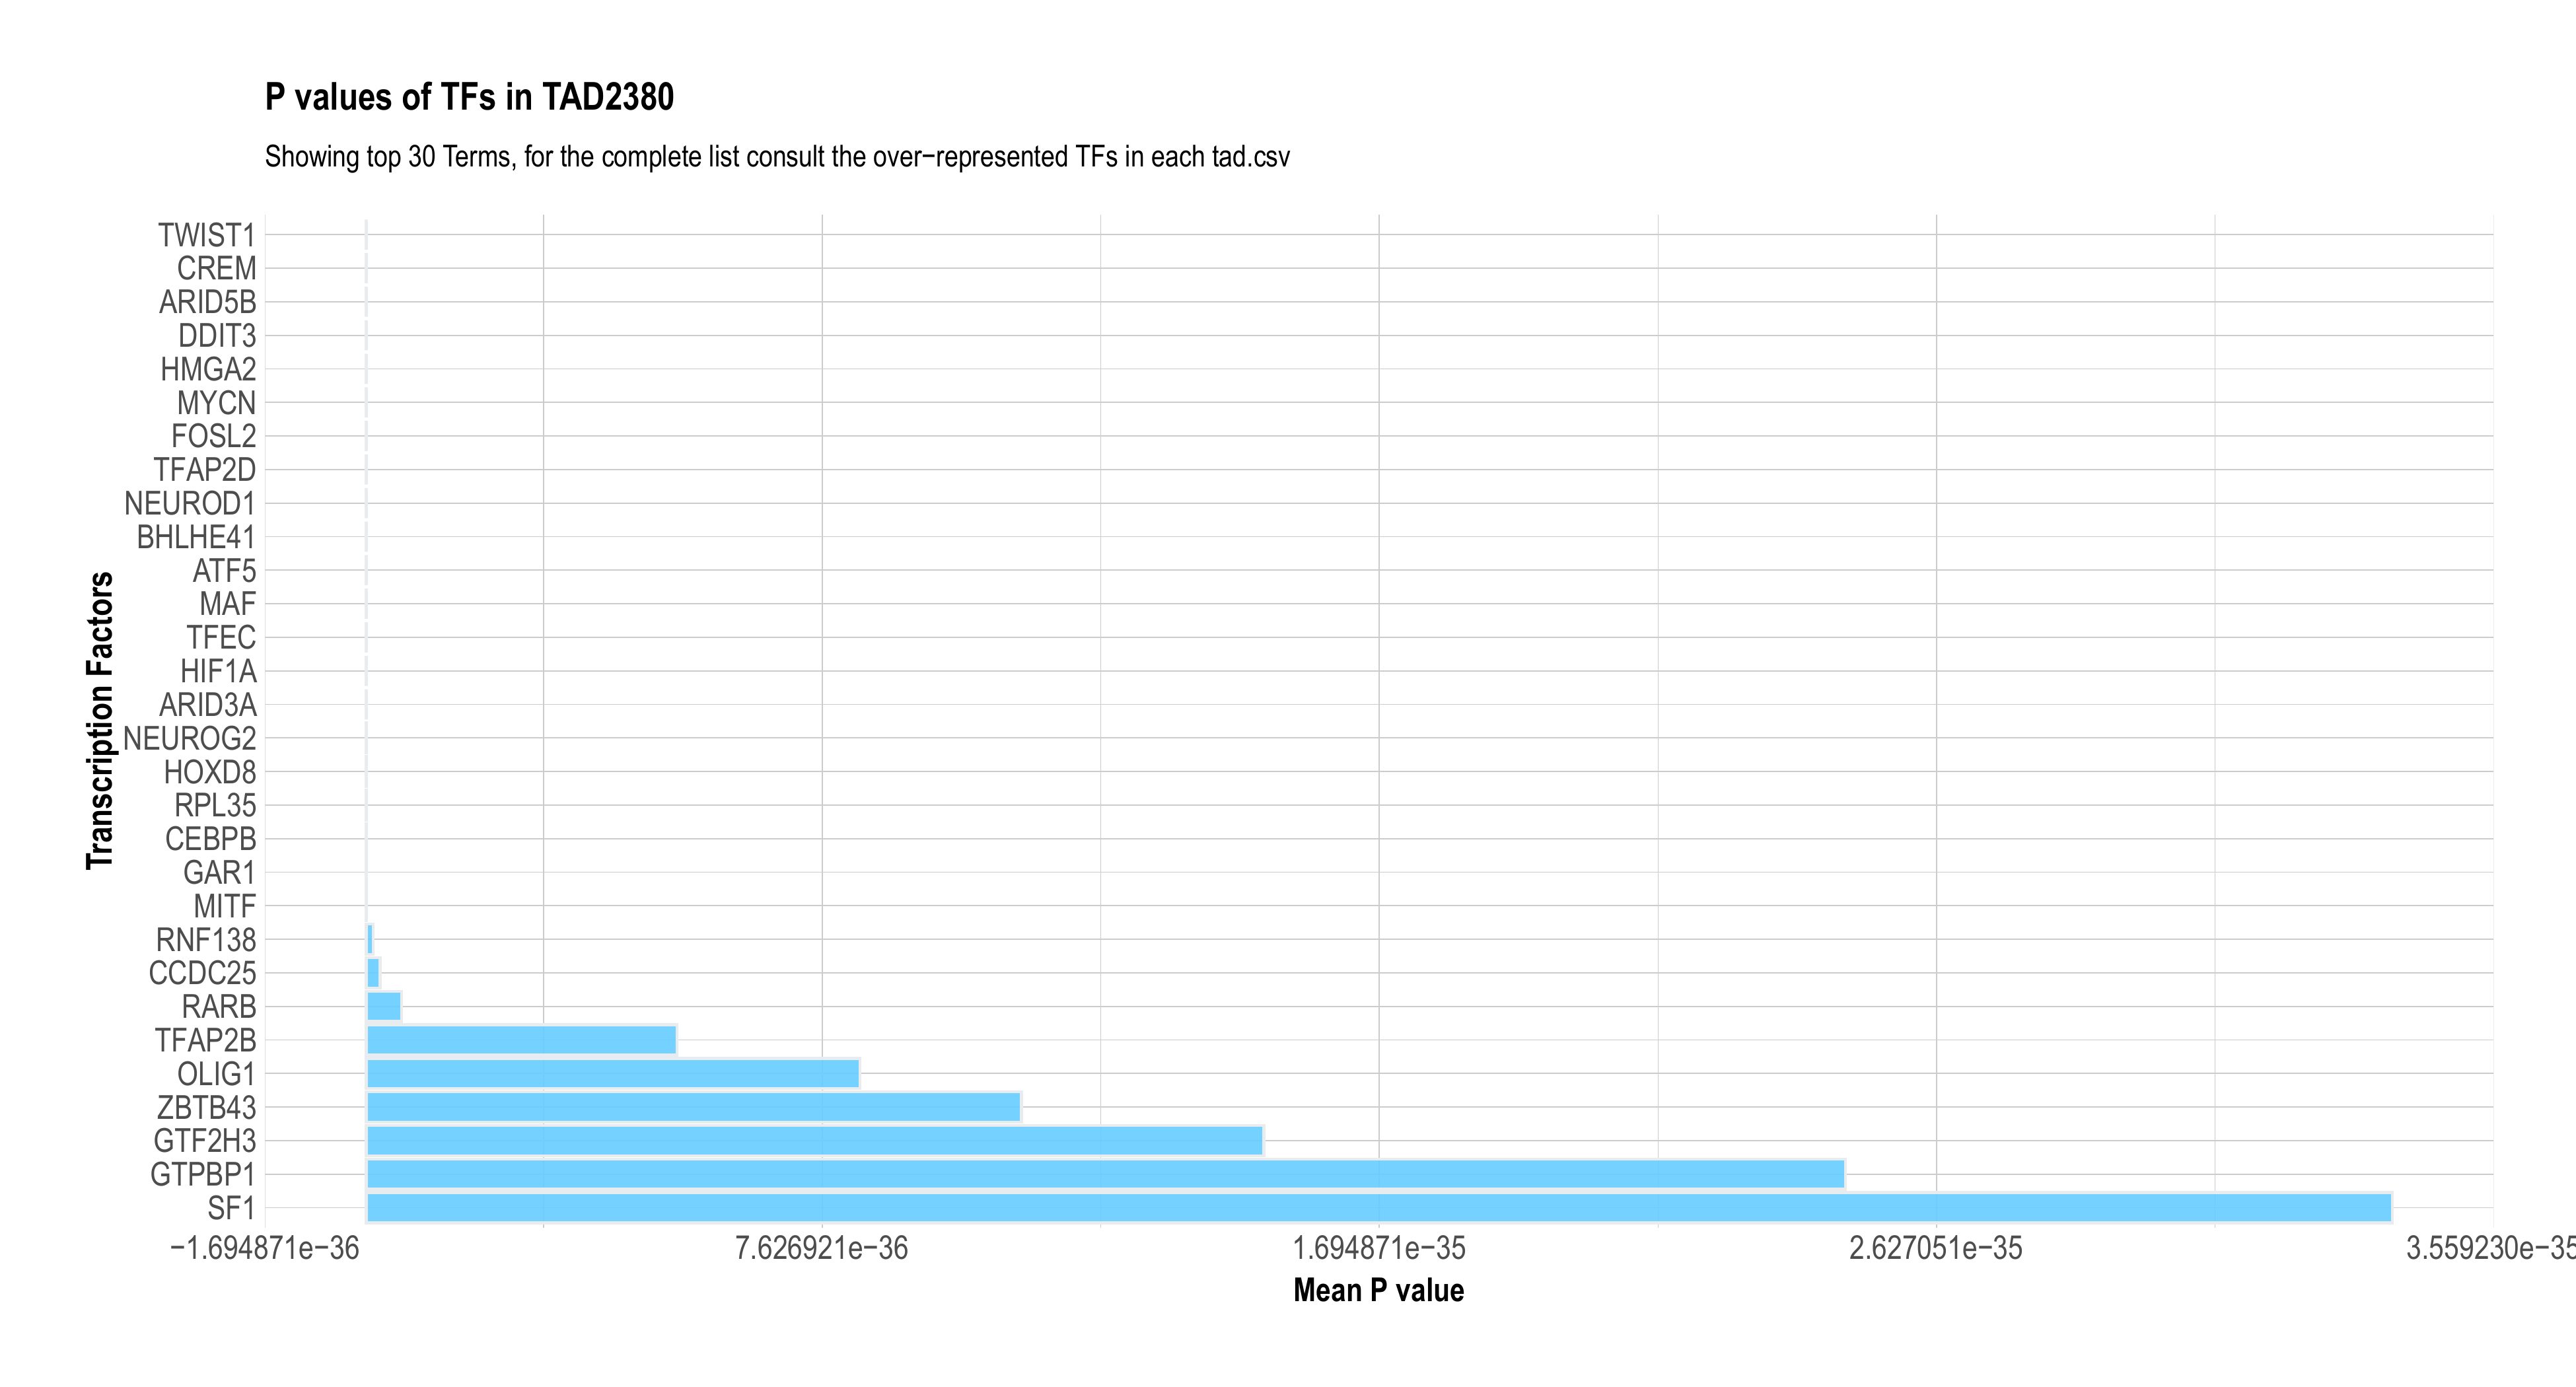 P values of TFs in TAD2380
Showing top 30 Terms, for the complete list consult the over−represented TFs in each tad.csv
Transcription Factors
TWIST1
CREM
ARID5B
DDIT3
HMGA2
MYCN
FOSL2
TFAP2D
NEUROD1
BHLHE41
ATF5
MAF
TFEC
HIF1A
ARID3A
NEUROG2
HOXD8
RPL35
CEBPB
GAR1
MITF
RNF138
CCDC25
RARB
TFAP2B
OLIG1
ZBTB43
GTF2H3
GTPBP1
SF1
−1.694871e−36 7.626921e−36 1.694871e−35 2.627051e−35 3.559230e−35
Mean P value